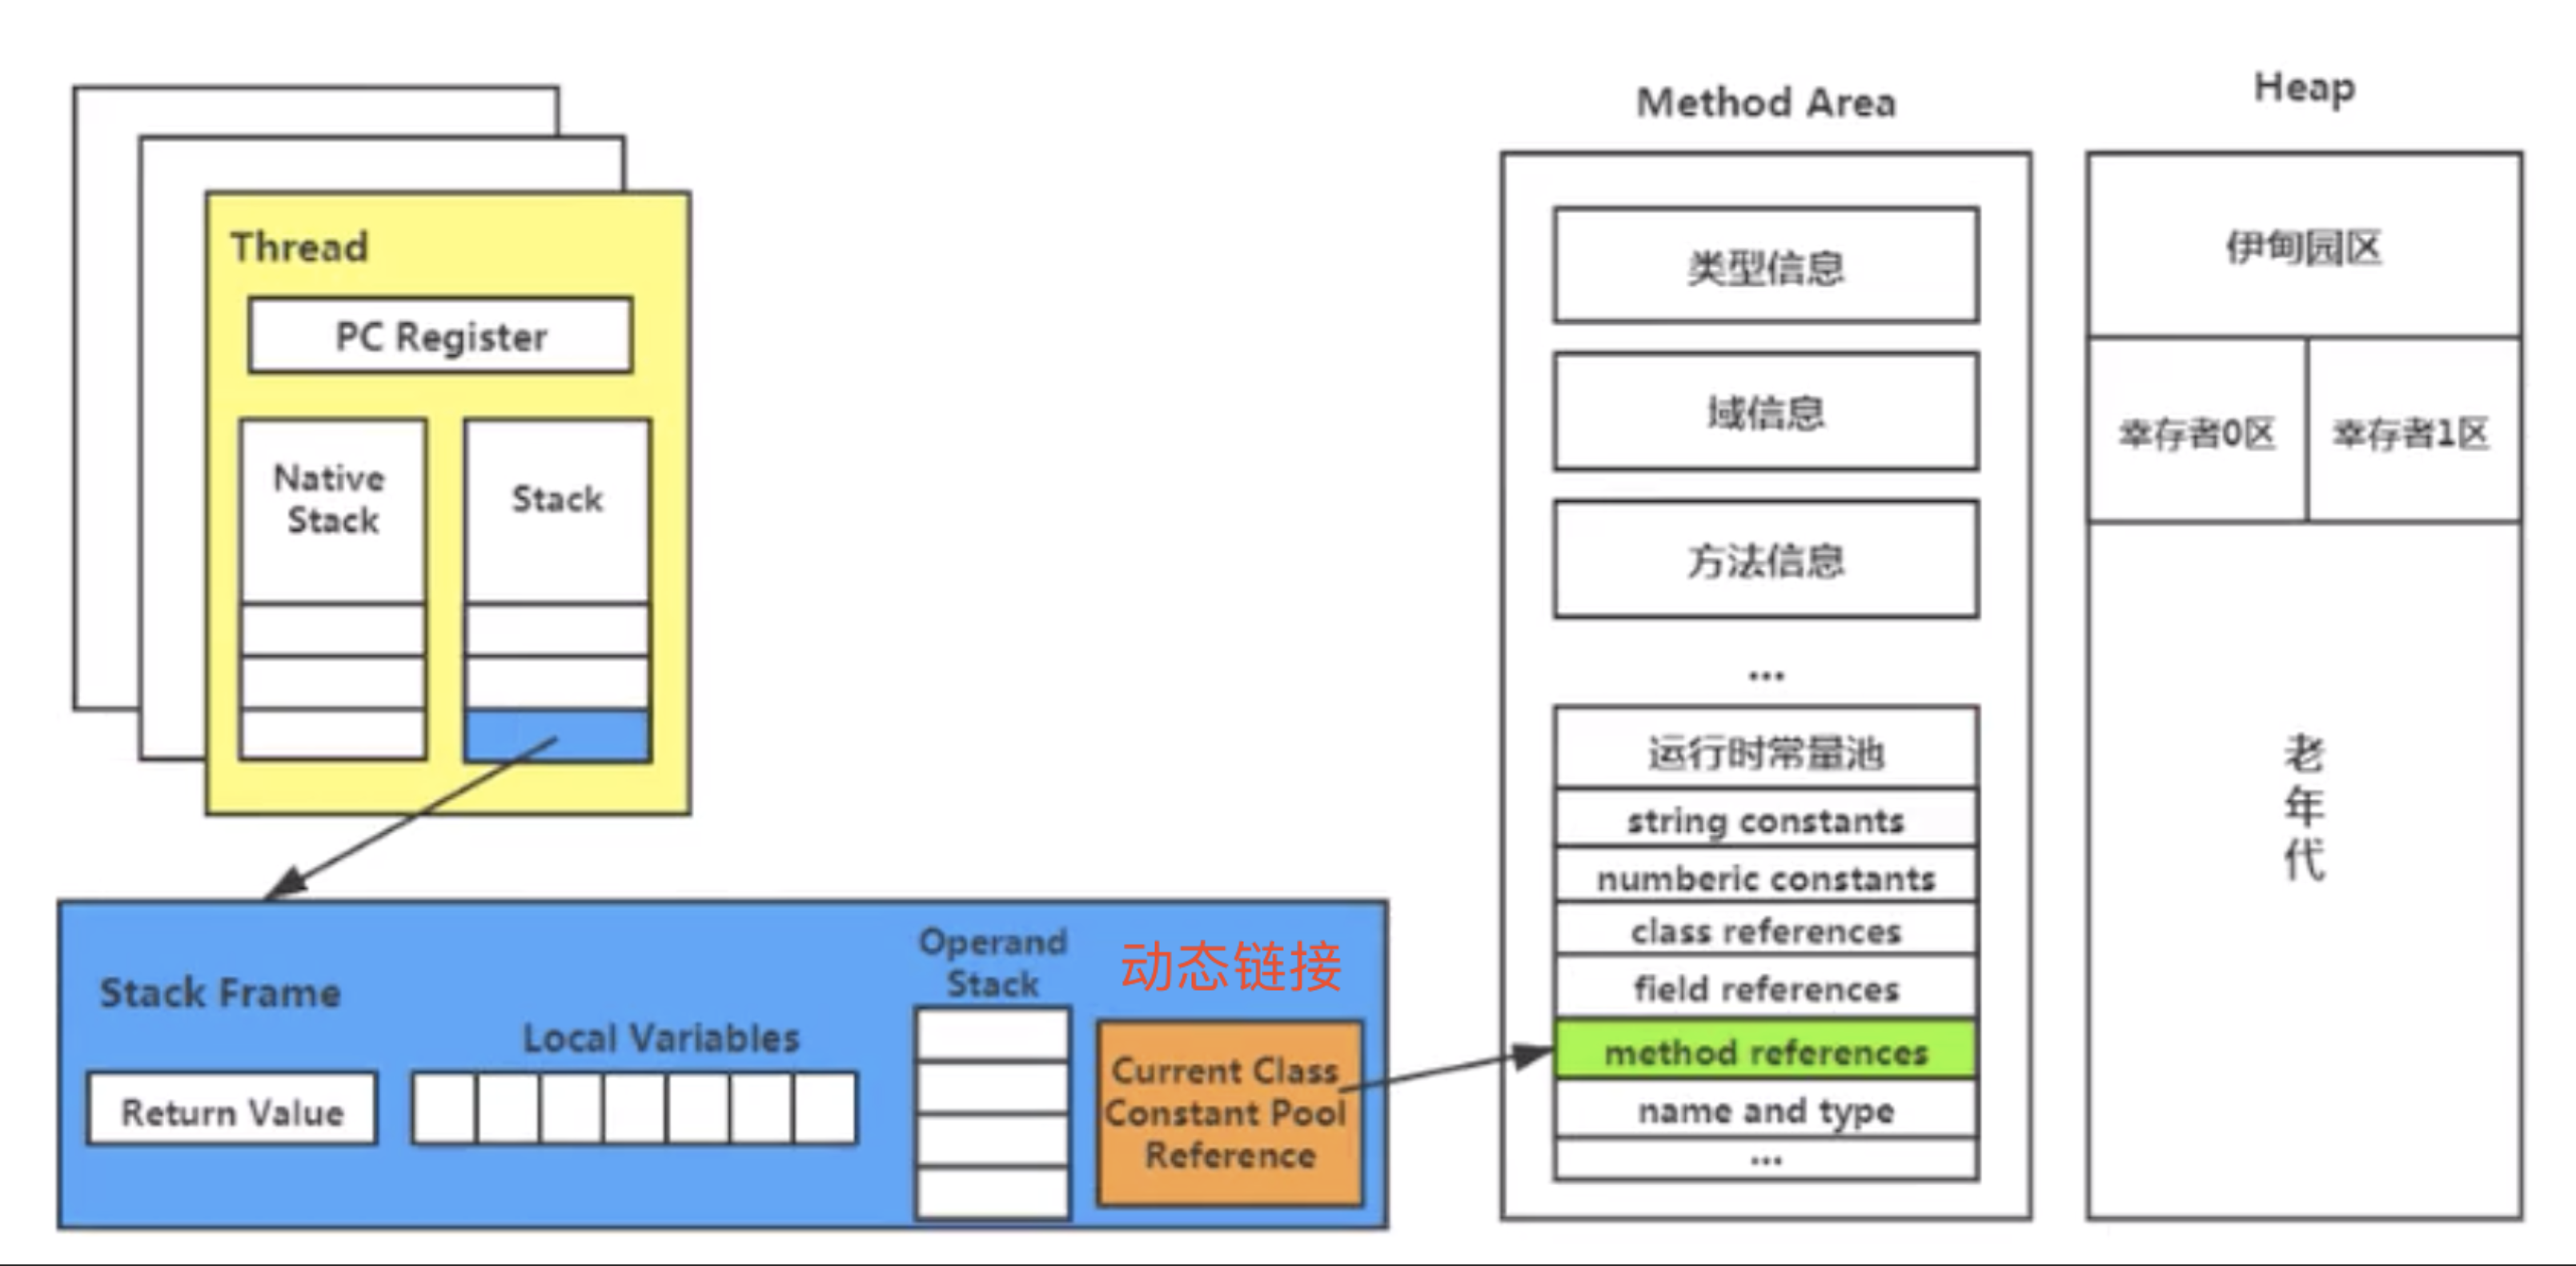 Thread
PC Register
Native
Stack
Stack
Stack Frame
Return Value
Local Variables
Operand
Stack
动态链接
Current Class
Constant Pool
Reference
Method Area
类型信息
域信息
方法信息
...
运行时常量池
string constants
numberic constants
class references
field references
method references
name and type
...
Heap
伊甸园区
幸存者0区
幸存者1区
老
年
代